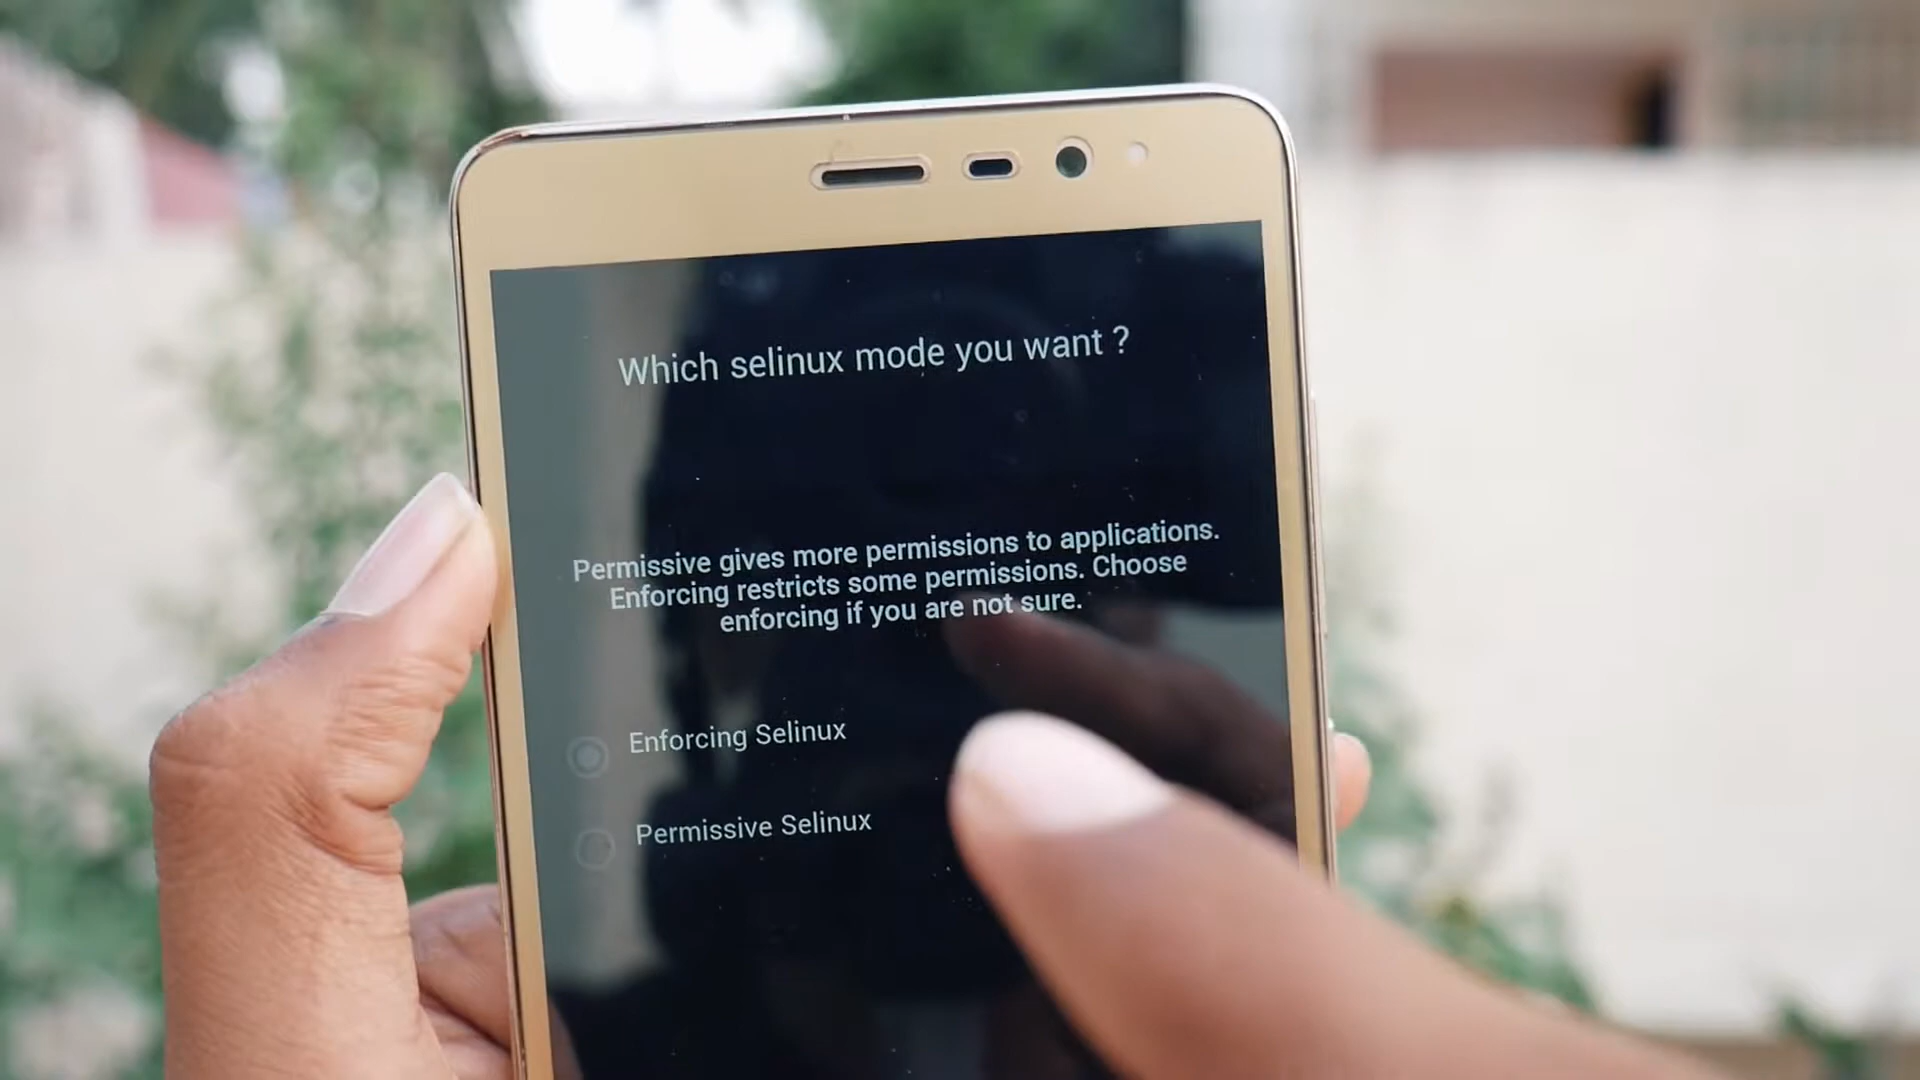 Which selinux mode you want ?
Permissive gives more permissions to applications.
Enforcing restricts some permissions. Choose
enforcing if you are not sure.
Enforcing Selinux
Permissive Selinux